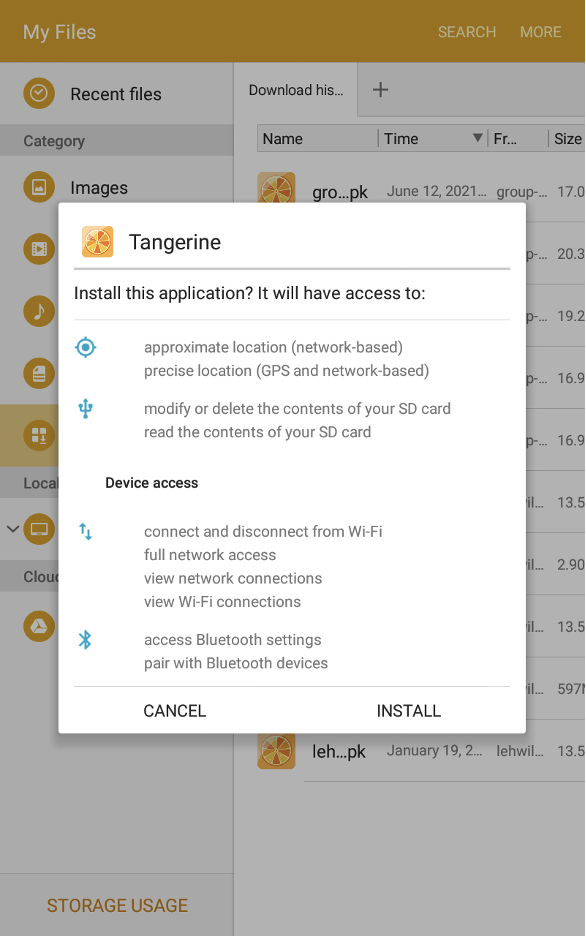 My Files
SEARCH
MORE
Recent files
Download his...
Category
Name
Time
Fr...
Size
Images
gro...pk
June 12, 2021...
group-...
17.0
Tangerine
Install this application? It will have access to:
p-...
20.3
approximate location (network-based)
precise location (GPS and network-based)
p-...
19.2
modify or delete the contents of your SD card
read the contents of your SD card
p-...
16.9
p-...
16.9
Local
Device access
wil...
13.5
connect and disconnect from Wi-Fi
full network access
view network connections
view Wi-Fi connections
wil...
2.90
Cloud
access Bluetooth settings
pair with Bluetooth devices
wil...
13.5
wil...
597M
CANCEL
INSTALL
leh...pk
January 19, 2...
lehwil...
13.5
STORAGE USAGE